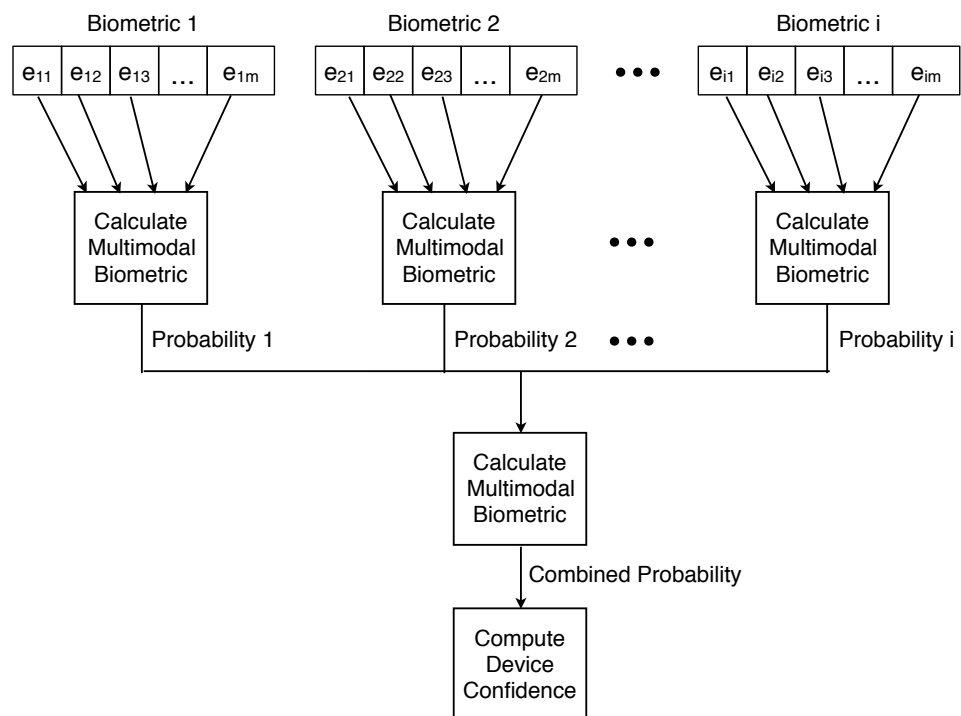 Biometric 1
Biometric 2
Biometric i
e11 e12 e13 ... e1m
e21 e22 e23 ... e2m
•••
ei1 ei2 ei3 ... eim
Calculate
Multimodal
Biometric
Calculate
Multimodal
Biometric
•••
Calculate
Multimodal
Biometric
Probability 1
Probability 2
•••
Probability i
Calculate
Multimodal
Biometric
Combined Probability
Compute
Device
Confidence